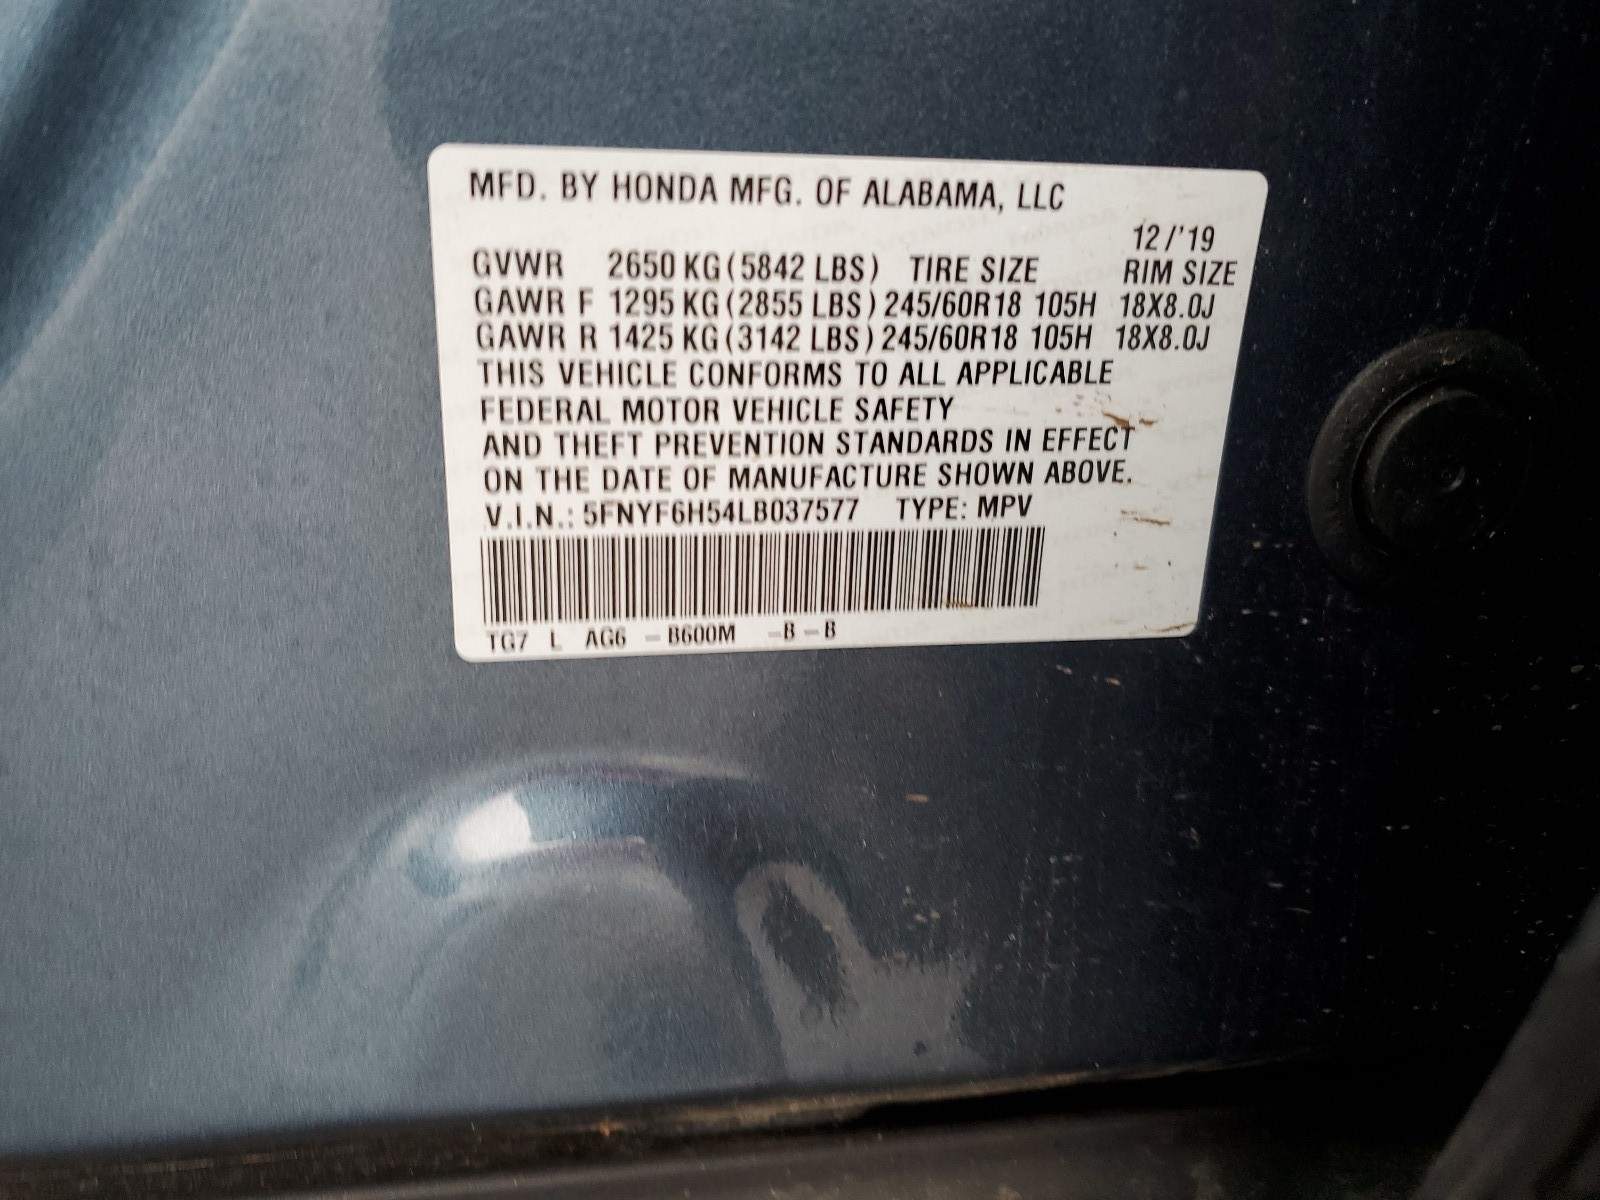 MFD. BY HONDA MFG. OF ALABAMA, LLC
12/'19
GVWR 2650 KG (5842 LBS) TIRE SIZE RIM SIZE
GAWR F 1295 KG (2855 LBS) 245/60R18 105H 18X8.0J
GAWR R 1425 KG (3142 LBS) 245/60R18 105H 18X8.0J
THIS VEHICLE CONFORMS TO ALL APPLICABLE
FEDERAL MOTOR VEHICLE SAFETY
AND THEFT PREVENTION STANDARDS IN EFFECT
ON THE DATE OF MANUFACTURE SHOWN ABOVE.
V.I.N.: 5FNYF6H54LB037577 TYPE: MPV
TG7 L AG6 – B600M – B – B